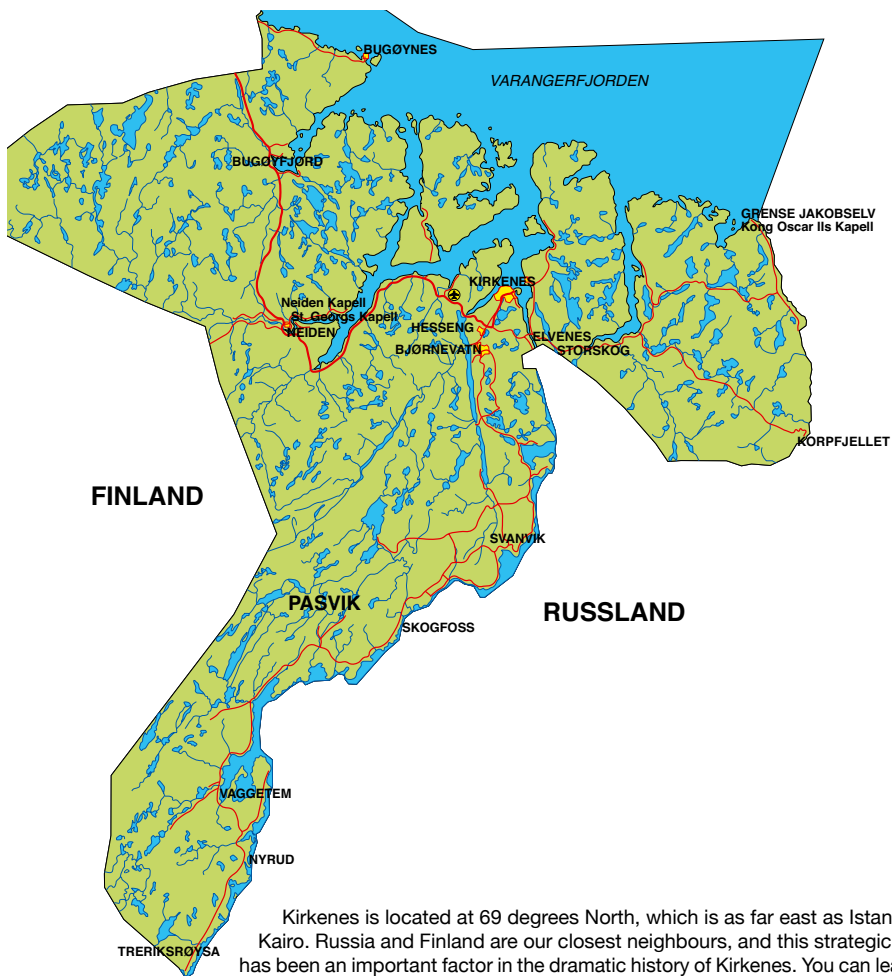 BUGØYNES
VARANGERFJORDEN
BUGØYFJORD
GRENSE JAKOBSELV
Kong Oscar IIs Kapell
KIRKENES
Neiden Kapell
St. Georgs Kapell
NEIDEN
HESSENG
ELVENES
BJØRNEVATN
STORSKOG
KORPFJELLET
FINLAND
SVANVIK
PASVIK
RUSSLAND
SKOGFOSS
VAGGETEM
NYRUD
TRERIKSRØYSA
Kirkenes is located at 69 degrees North, which is as far east as Istan
Kairo. Russia and Finland are our closest neighbours, and this strategic
has been an important factor in the dramatic history of Kirkenes. You can le